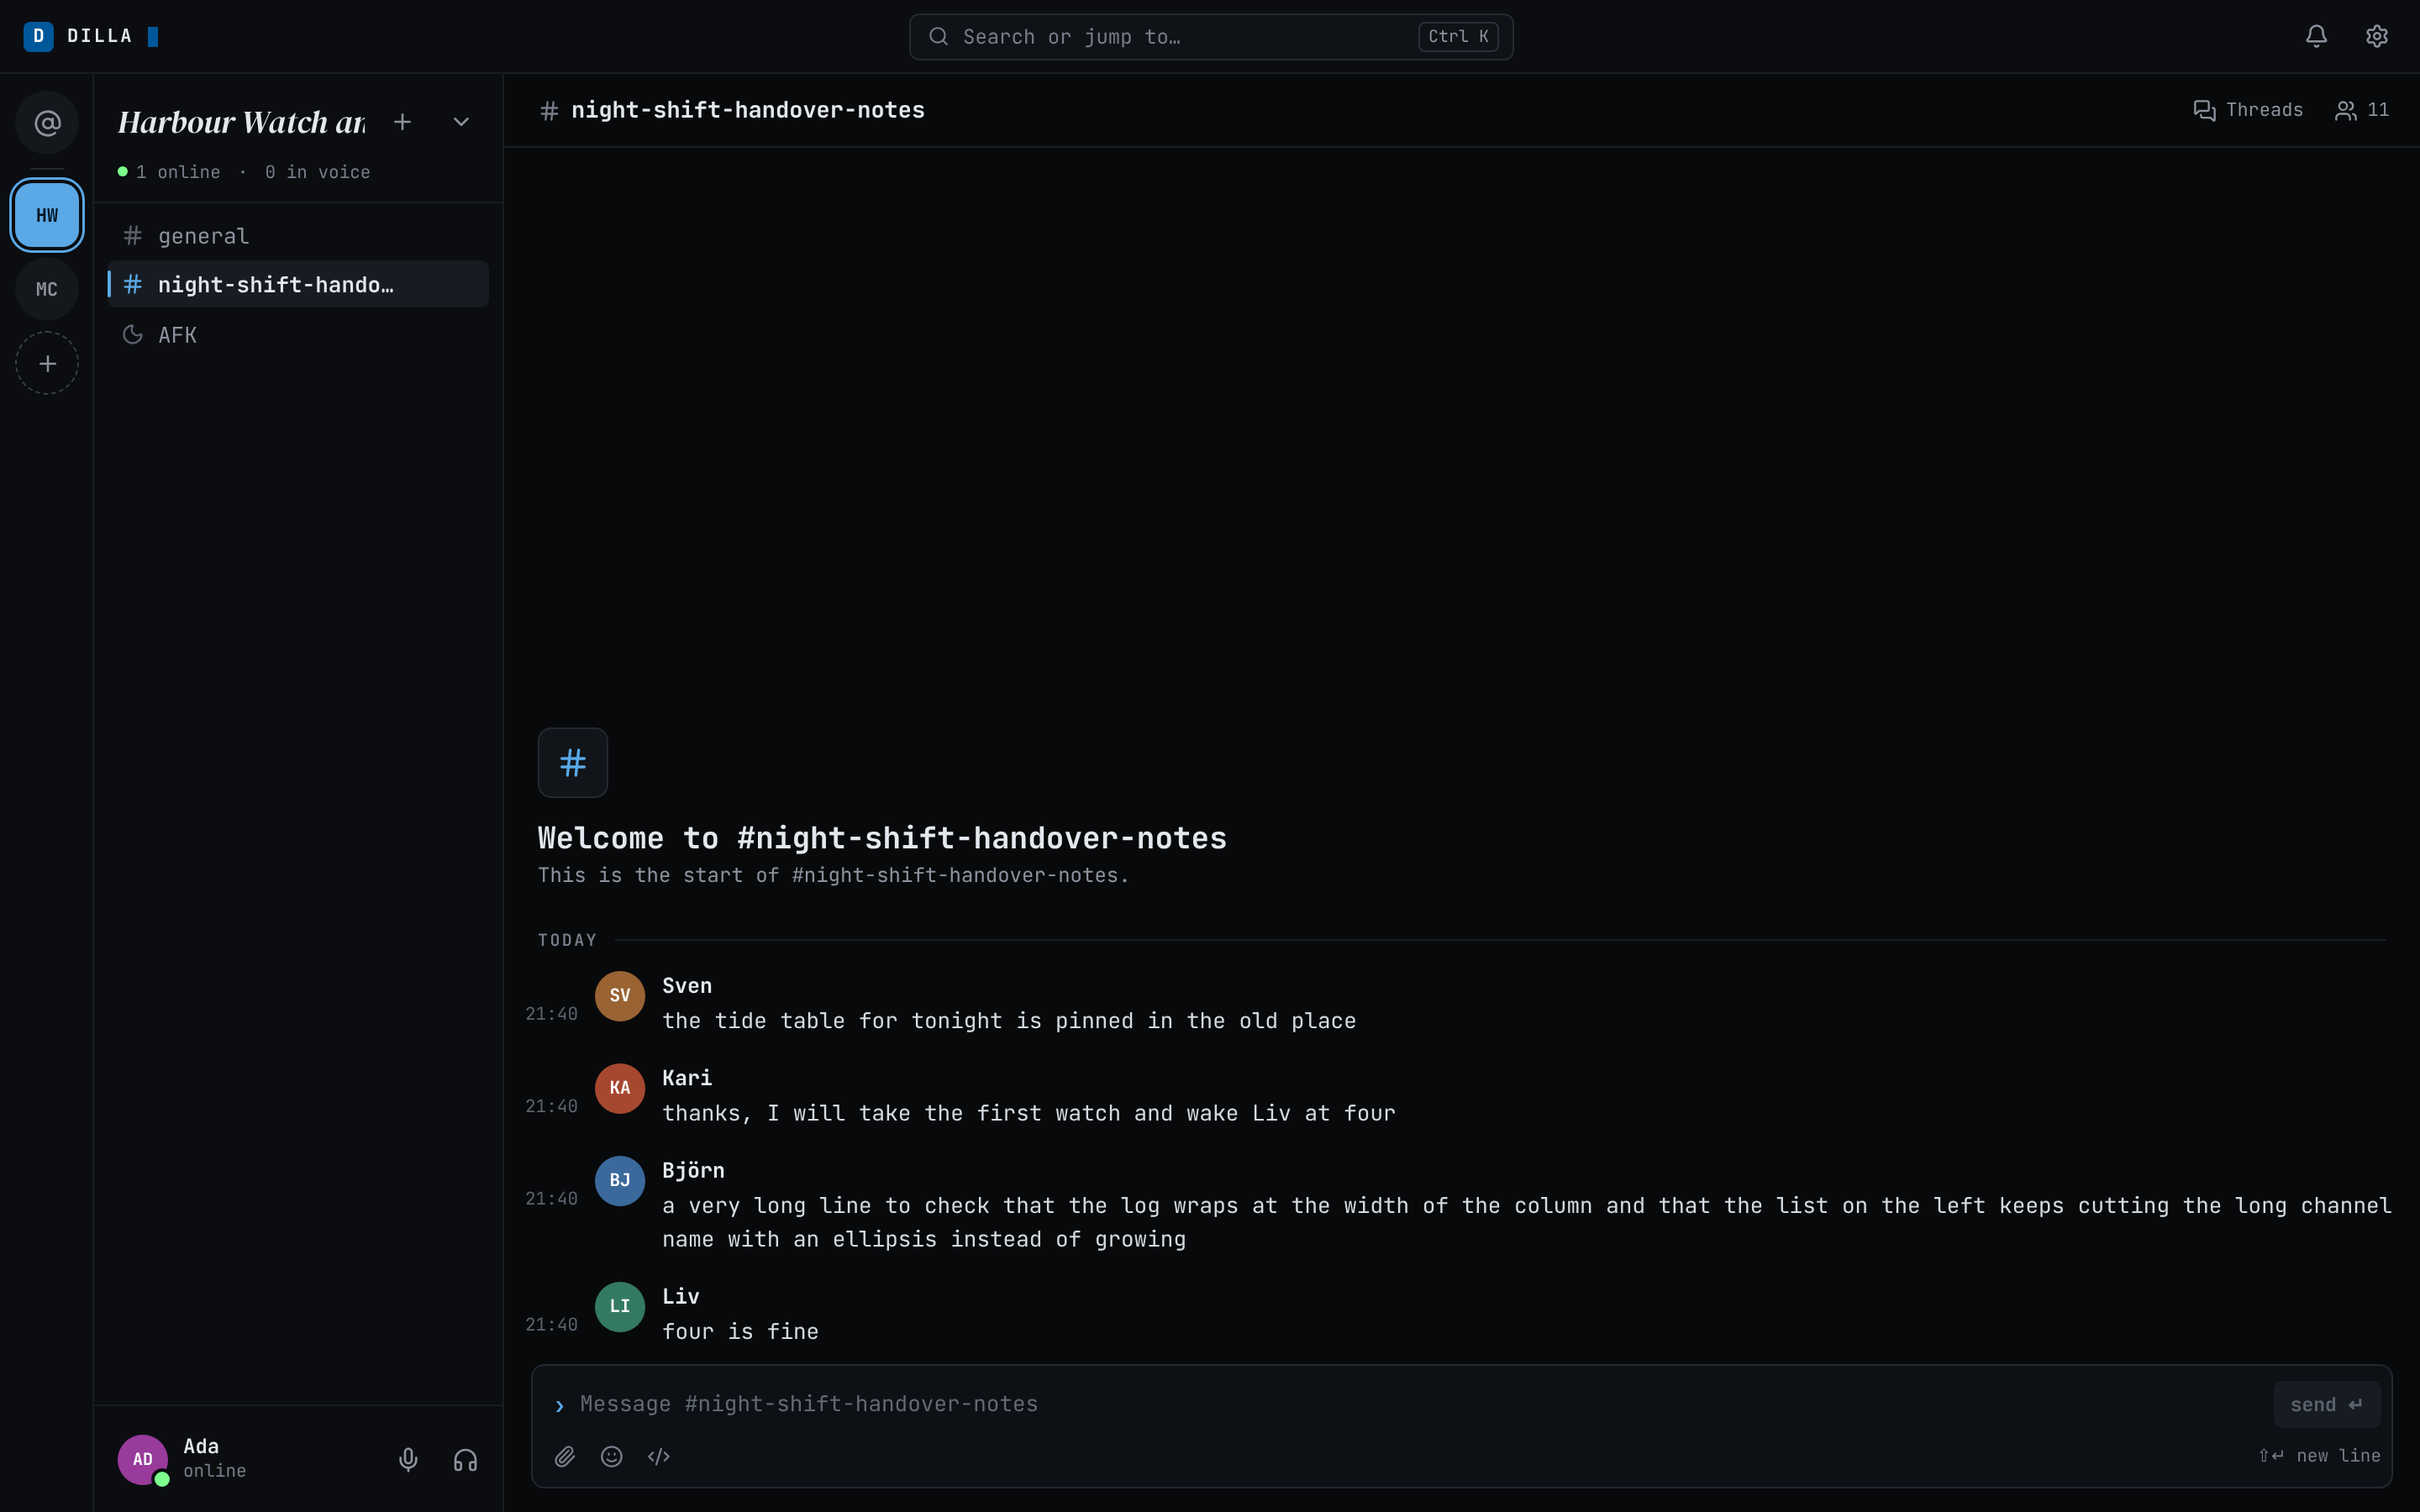 D DILLA
Search or jump to… Ctrl K
@
HW
MC
Harbour Watch an
1 online · 0 in voice
# general
# night-shift-hando…
AFK
AD
Ada
online
# night-shift-handover-notes
Threads 11
#
Welcome to #night-shift-handover-notes
This is the start of #night-shift-handover-notes.
TODAY
SV Sven
21:40 the tide table for tonight is pinned in the old place
KA Kari
21:40 thanks, I will take the first watch and wake Liv at four
BJ Björn
21:40 a very long line to check that the log wraps at the width of the column and that the list on the left keeps cutting the long channel
name with an ellipsis instead of growing
LI Liv
21:40 four is fine
› Message #night-shift-handover-notes
send ↵
⇧↵ new line